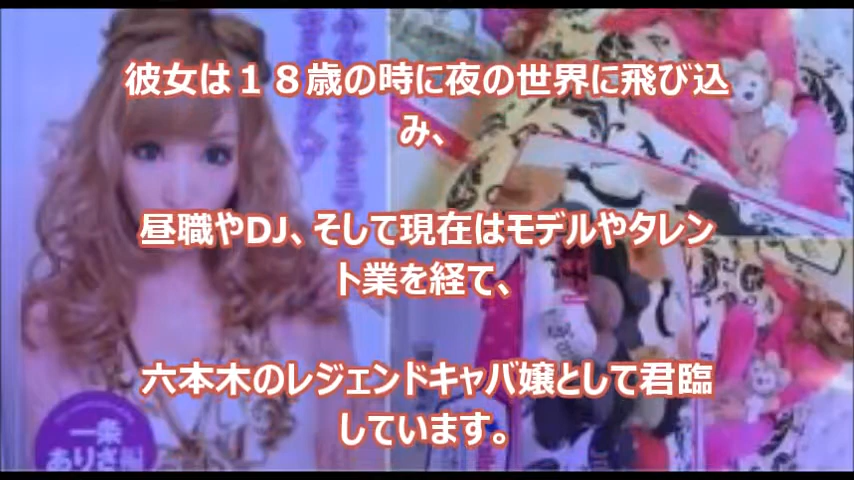 彼女は１８歳の時に夜の世界に飛び込
み、
昼職やDJ、そして現在はモデルやタレン
ト業を経て、
六本木のレジェンドキャバ嬢として君臨
しています。
一条
ありさ編